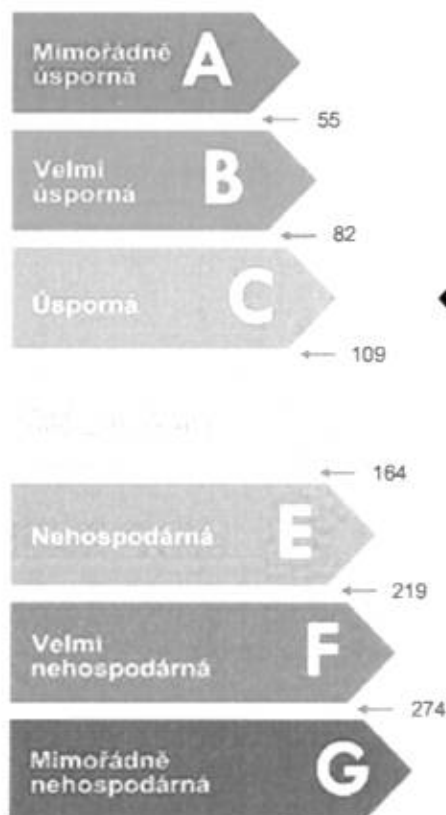 Mimořádně
úsporná A
55
Velmi
úsporná B
82
Úsporná C
109
164
Nehospodárná E
219
Velmi
nehospodárná F
274
Mimořádně
nehospodárná G